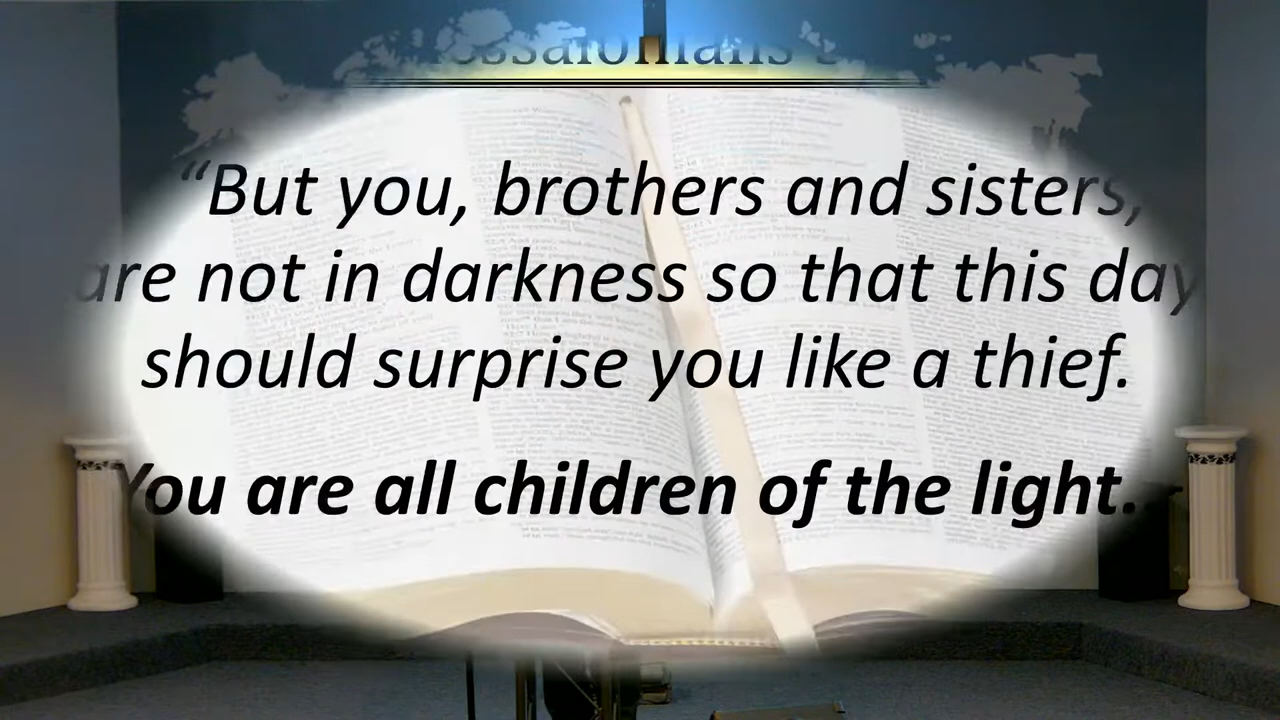 “But you, brothers and sisters,
are not in darkness so that this day
should surprise you like a thief.
You are all children of the light..